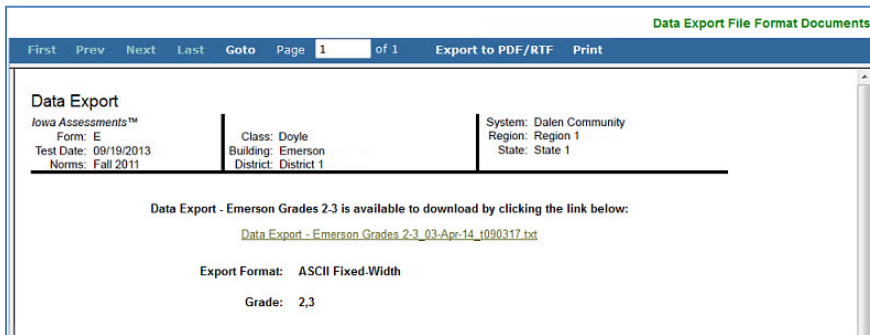 Data Export File Format Documents
First Prev Next Last Goto Page 1 of 1 Export to PDF/RTF Print
Data Export
Iowa Assessments™
Form: E
Test Date: 09/19/2013
Norms: Fall 2011
Class: Doyle
Building: Emerson
District: District 1
System: Dalen Community
Region: Region 1
State: State 1
Data Export - Emerson Grades 2-3 is available to download by clicking the link below:
Data Export - Emerson Grades 2-3_03-Apr-14_t090317.txt
Export Format: ASCII Fixed-Width
Grade: 2,3